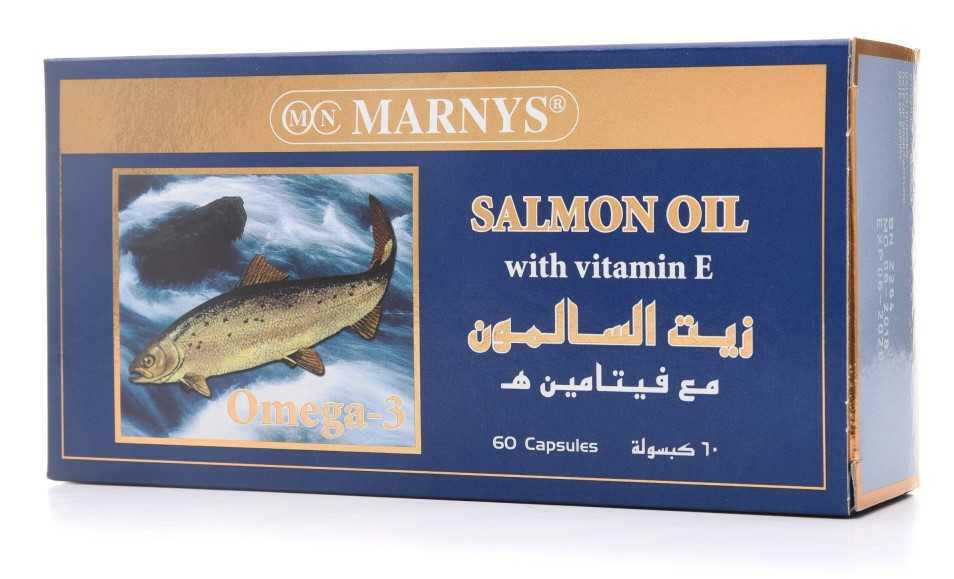 MN MARNYS®
SALMON OIL
with vitamin E
زيت السالمون
مع فيتامين هـ
60 Capsules ٦٠ كبسولة
Omega-3